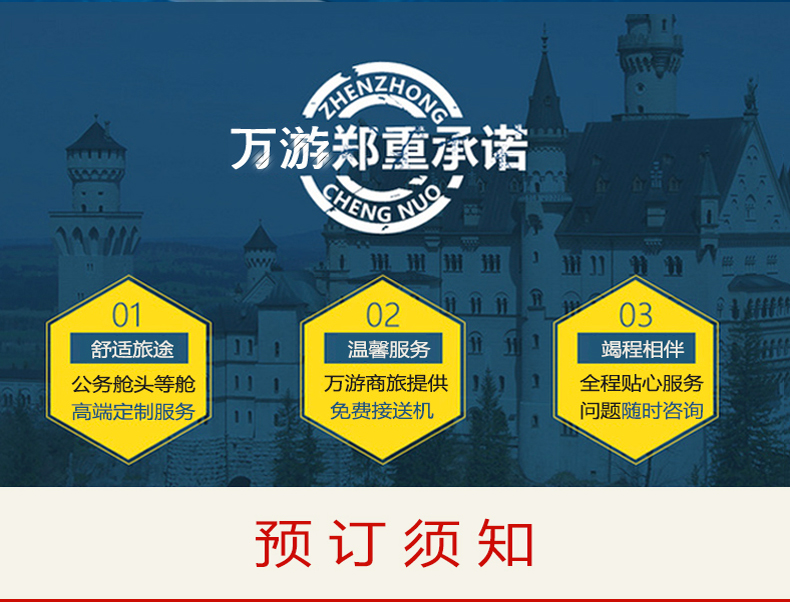 ZHENZHONG
万游郑重承诺
CHENG NUO
01
舒适旅途
公务舱头等舱
高端定制服务
02
温馨服务
万游商旅提供
免费接送机
03
竭程相伴
全程贴心服务
问题随时咨询
预订须知